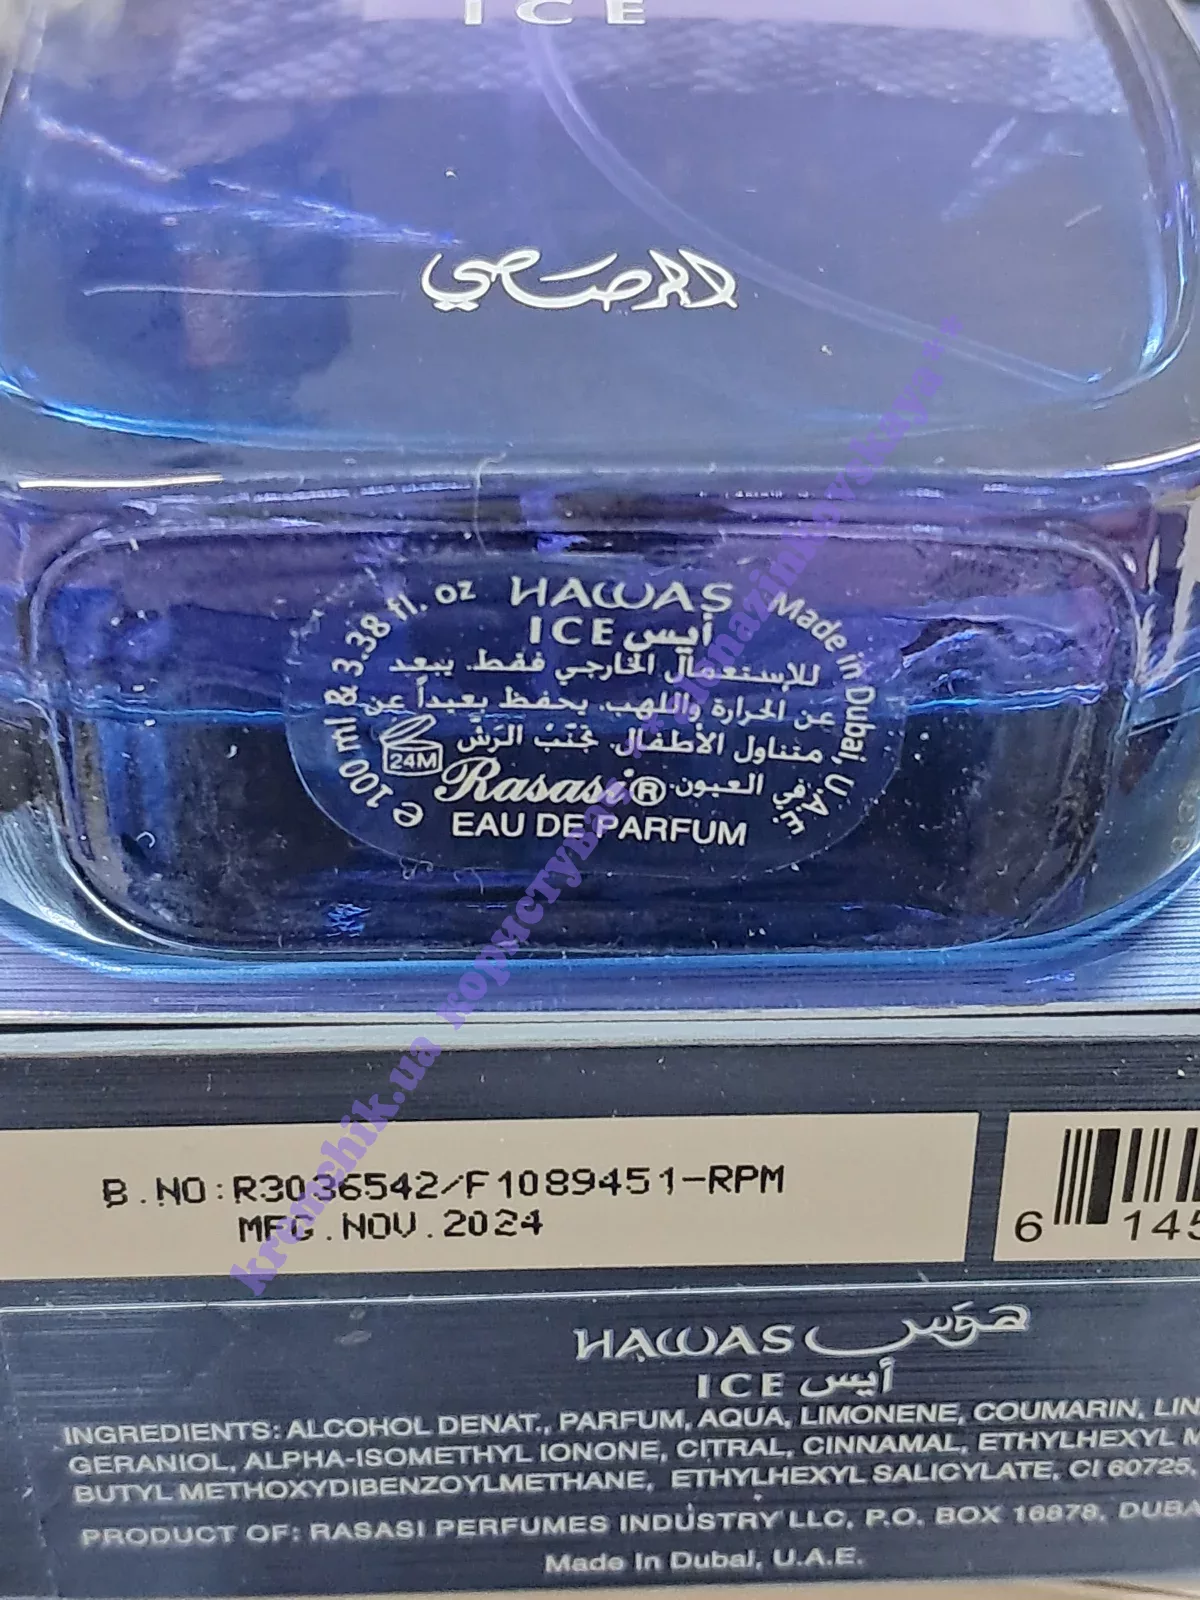 ICE
الرصاصي
HAWAS
ICE أيس
للإستعمال الخارجي فقط. يبعد
عن الحرارة واللهب. يحفظ بعيداً عن
متناول الأطفال. تجنب الرش
في العيون.
24M
Rasasi®
EAU DE PARFUM
℮ 100 ml & 3.38 fl. oz
Made in Dubai, U.A.E.
B.NO:R3036542/F1089451-RPM
MFG.NOV.2024
6 145
HAWAS هوس
ICE أيس
INGREDIENTS: ALCOHOL DENAT., PARFUM, AQUA, LIMONENE, COUMARIN, LIN
GERANIOL, ALPHA-ISOMETHYL IONONE, CITRAL, CINNAMAL, ETHYLHEXYL M
BUTYL METHOXYDIBENZOYLMETHANE, ETHYLHEXYL SALICYLATE, CI 60725,
PRODUCT OF: RASASI PERFUMES INDUSTRY LLC, P.O. BOX 16878, DUBA
Made In Dubai, U.A.E.
kremchik.ua